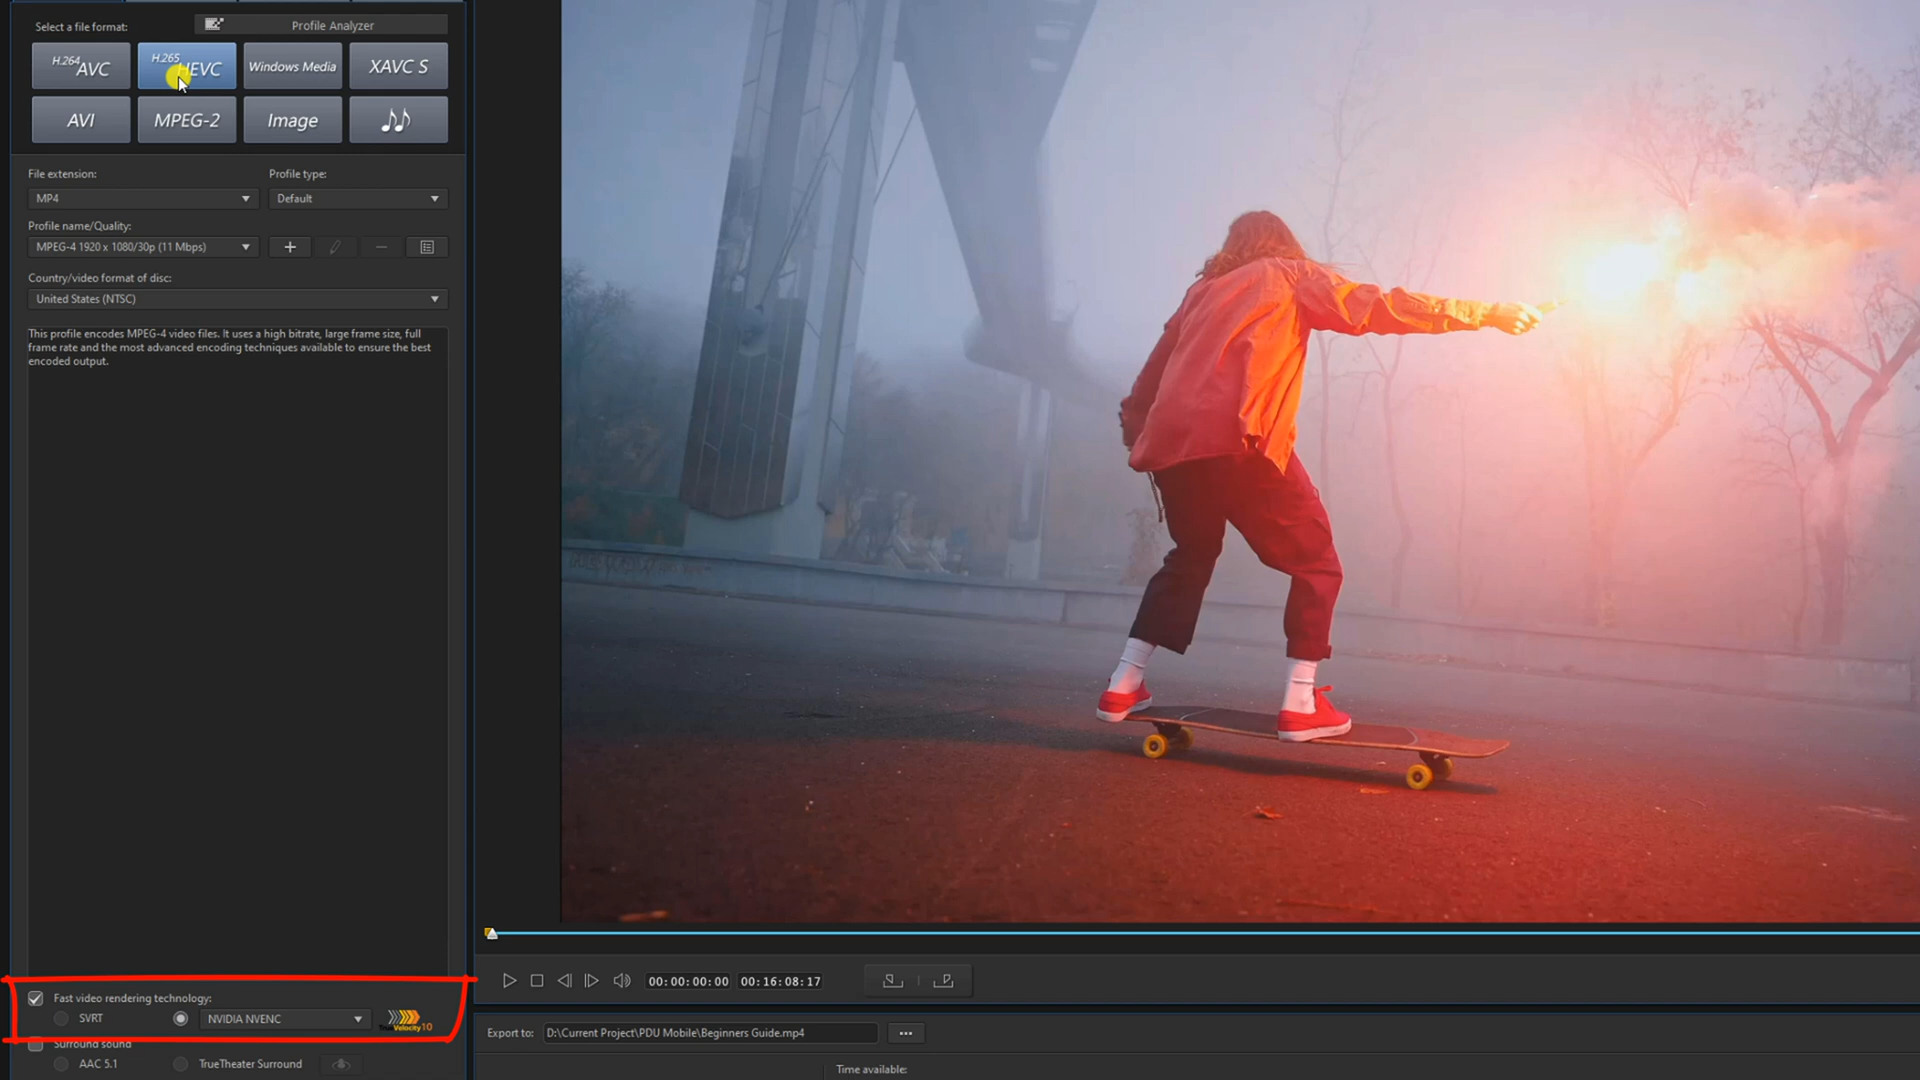 Select a file format:
Profile Analyzer
H.264 AVC
H.265 HEVC
Windows Media
XAVC S
AVI
MPEG-2
Image
File extension:
Profile type:
MP4
Default
Profile name/Quality:
MPEG-4 1920 x 1080/30p (11 Mbps)
Country/video format of disc:
United States (NTSC)
This profile encodes MPEG-4 video files. It uses a high bitrate, large frame size, full
frame rate and the most advanced encoding techniques available to ensure the best
encoded output.
00:00:00:00
00:16:08:17
Fast video rendering technology:
SVRT
NVIDIA NVENC
TrueVelocity 10
Export to:
D:\Current Project\PDU Mobile\Beginners Guide.mp4
Surround sound
AAC 5.1
TrueTheater Surround
Time available: